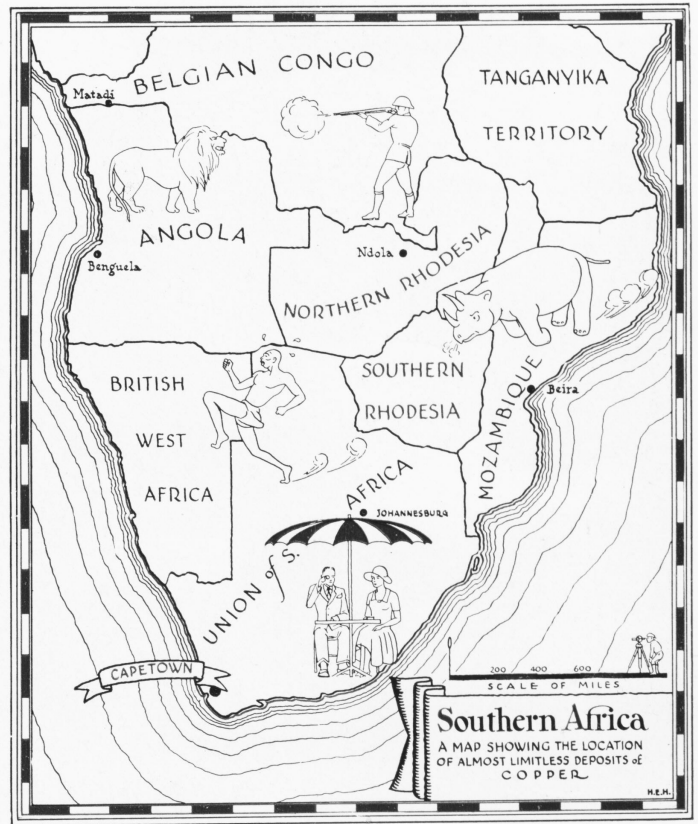 BELGIAN CONGO
TANGANYIKA
TERRITORY
Matadi
ANGOLA
Benguela
Ndola
NORTHERN RHODESIA
BRITISH
WEST
AFRICA
SOUTHERN
RHODESIA
MOZAMBIQUE
Beira
UNION of S. AFRICA
JOHANNESBURG
CAPETOWN
200 400 600
SCALE OF MILES
Southern Africa
A MAP SHOWING THE LOCATION
OF ALMOST LIMITLESS DEPOSITS of
COPPER
H.E.H.